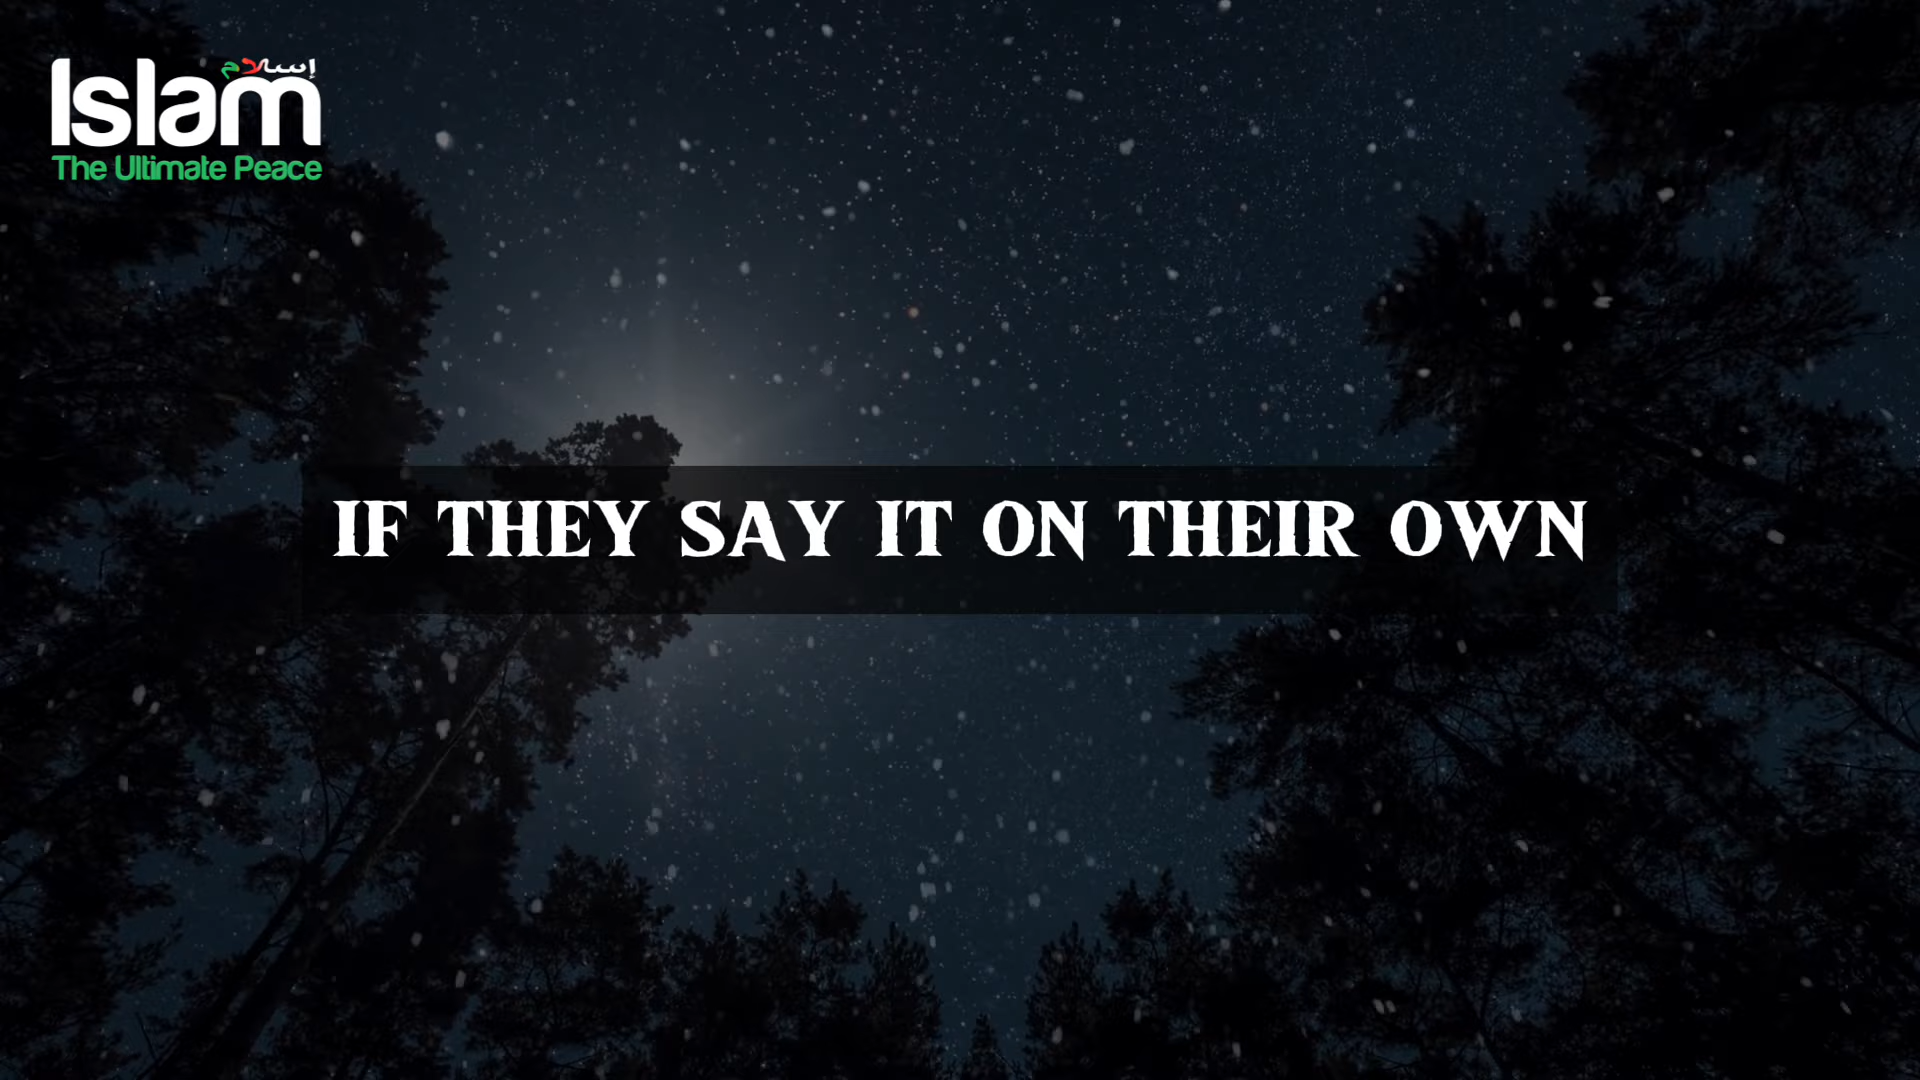 إسلام
Islam
The Ultimate Peace
IF THEY SAY IT ON THEIR OWN